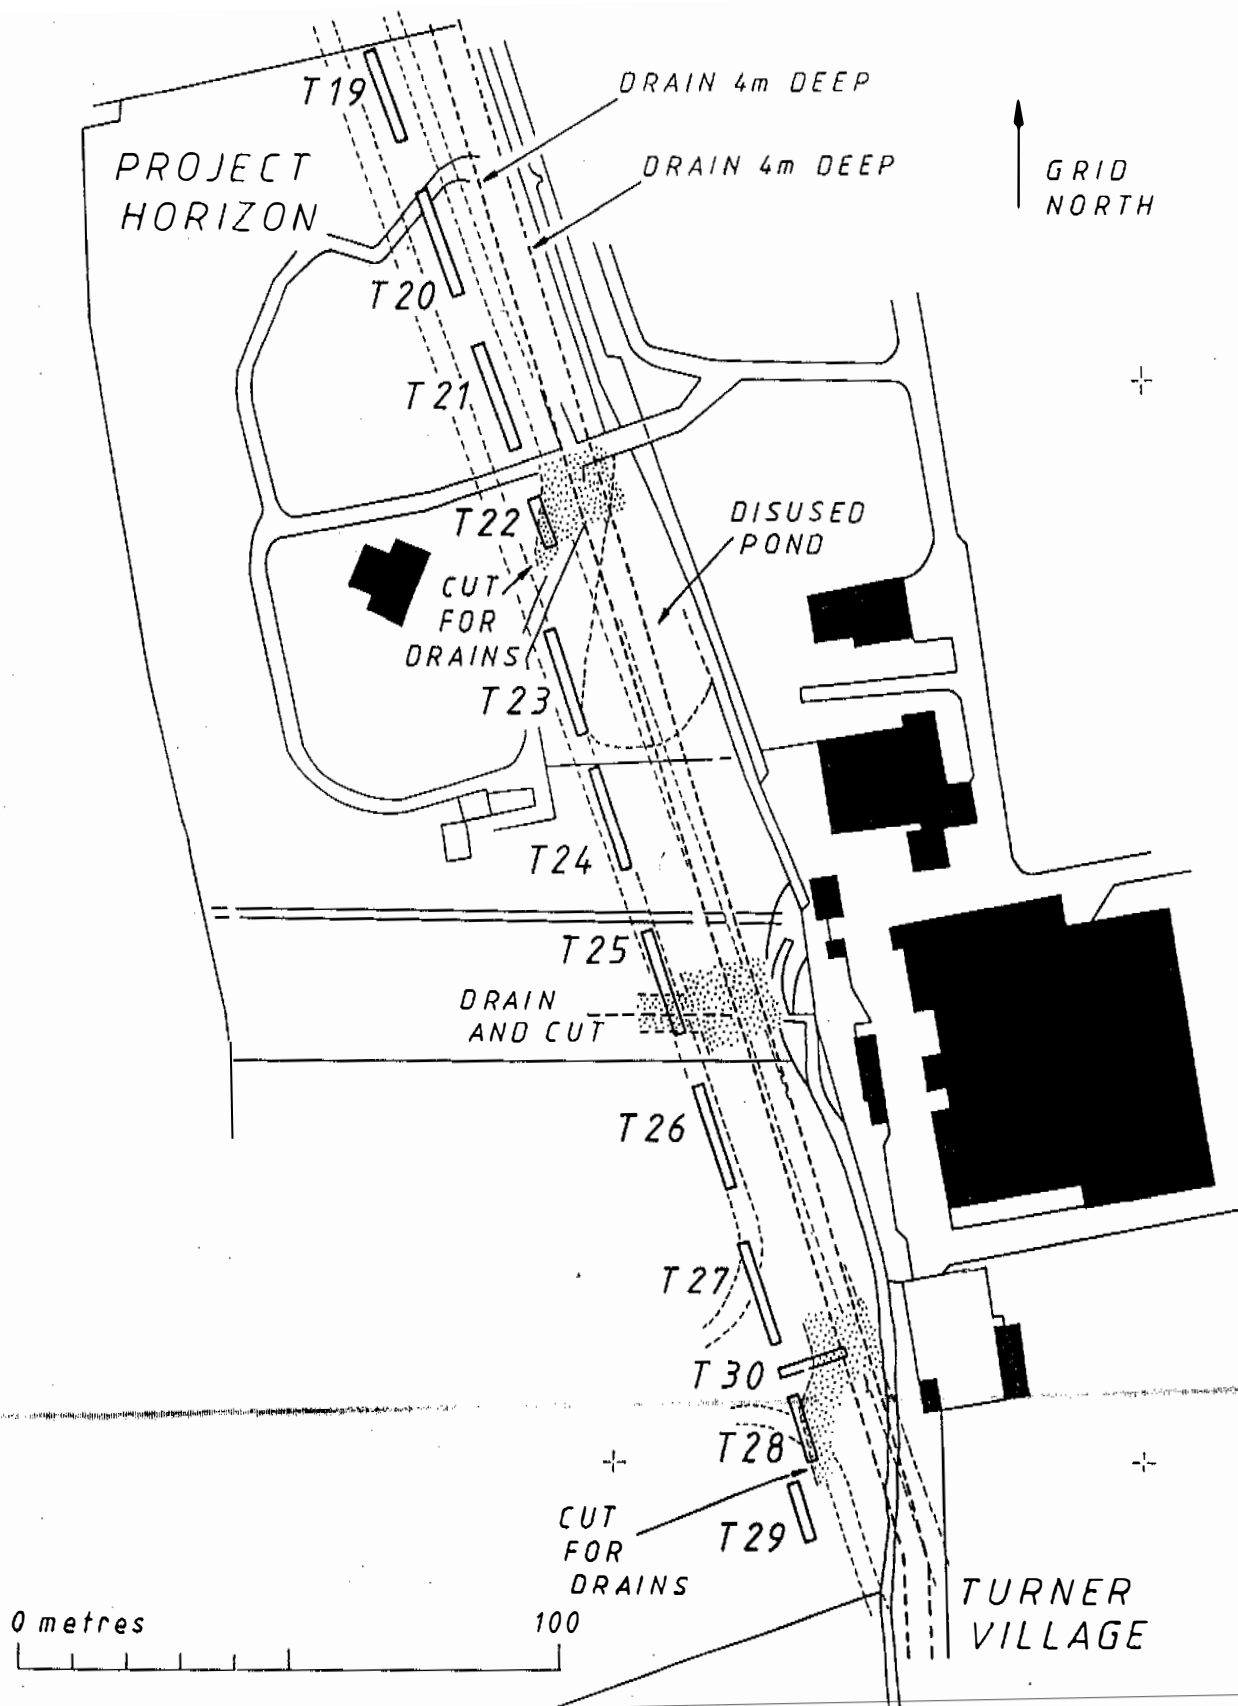 T19
DRAIN 4m DEEP
DRAIN 4m DEEP
PROJECT
HORIZON
GRID
NORTH
T20
T21
T22
DISUSED
POND
CUT
FOR
DRAINS
T23
T24
T25
DRAIN
AND CUT
T26
T27
T30
T28
CUT
FOR
DRAINS
T29
TURNER
VILLAGE
0 metres
100